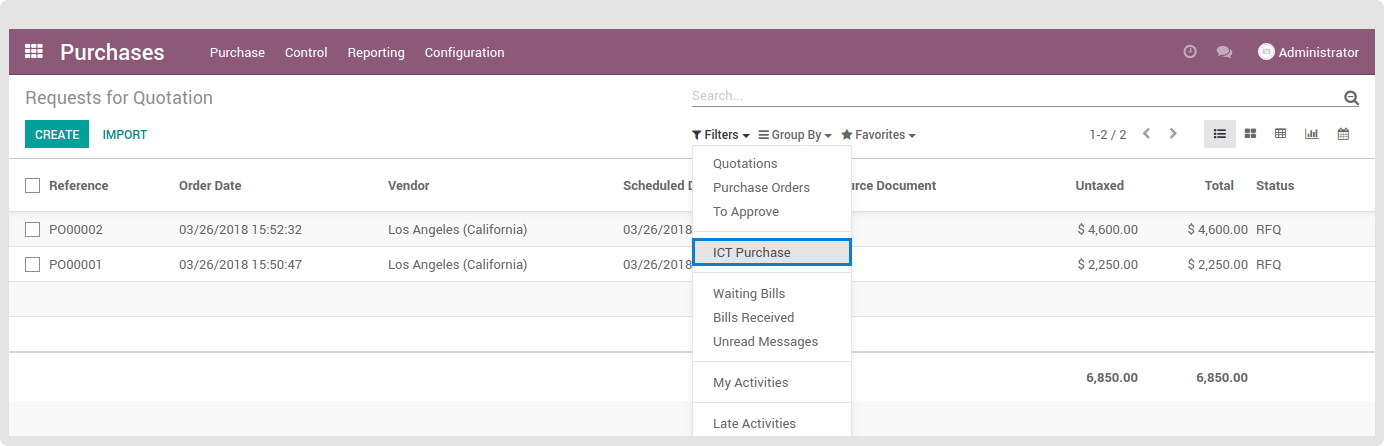 Purchases Purchase Control Reporting Configuration Administrator
Requests for Quotation Search...
CREATE IMPORT Filters Group By Favorites 1-2 / 2
Reference Order Date Vendor Scheduled D urce Document Untaxed Total Status
PO00002 03/26/2018 15:52:32 Los Angeles (California) 03/26/2018 $ 4,600.00 $ 4,600.00 RFQ
PO00001 03/26/2018 15:50:47 Los Angeles (California) 03/26/2018 $ 2,250.00 $ 2,250.00 RFQ
6,850.00 6,850.00
Quotations
Purchase Orders
To Approve
ICT Purchase
Waiting Bills
Bills Received
Unread Messages
My Activities
Late Activities